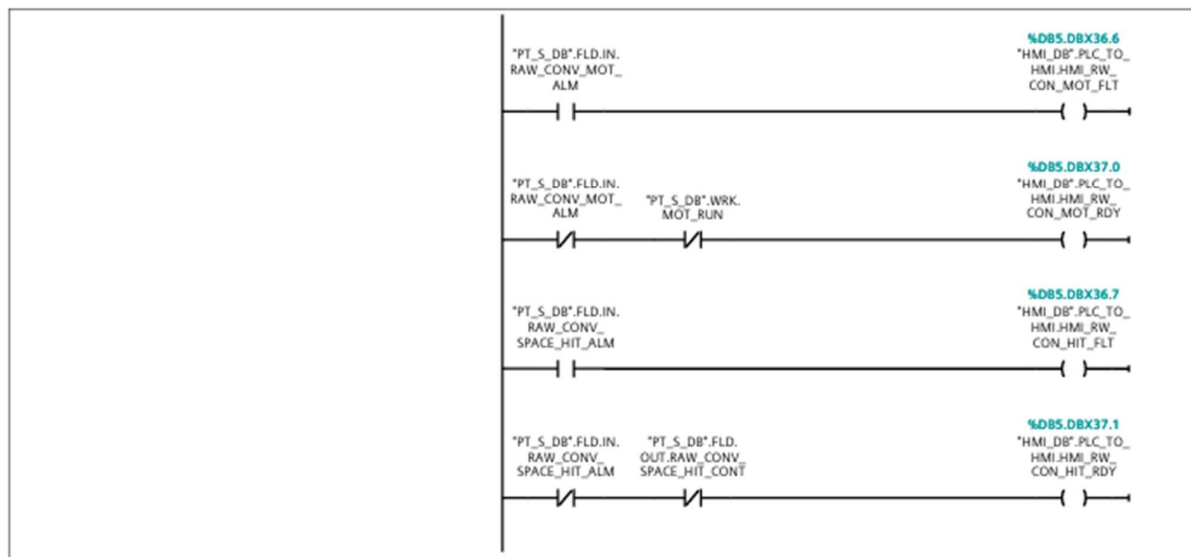 %DB5.DBX36.6
"PT_S_DB".FLD.IN.
RAW_CONV_MOT_
ALM
"HMI_DB".PLC_TO_
HMI.HMI_RW_
CON_MOT_FLT
%DB5.DBX37.0
"PT_S_DB".FLD.IN.
RAW_CONV_MOT_
ALM
"PT_S_DB".WRK.
MOT_RUN
"HMI_DB".PLC_TO_
HMI.HMI_RW_
CON_MOT_RDY
%DB5.DBX36.7
"PT_S_DB".FLD.IN.
RAW_CONV_
SPACE_HIT_ALM
"HMI_DB".PLC_TO_
HMI.HMI_RW_
CON_HIT_FLT
%DB5.DBX37.1
"PT_S_DB".FLD.IN.
RAW_CONV_
SPACE_HIT_ALM
"PT_S_DB".FLD.
OUT.RAW_CONV_
SPACE_HIT_CONT
"HMI_DB".PLC_TO_
HMI.HMI_RW_
CON_HIT_RDY